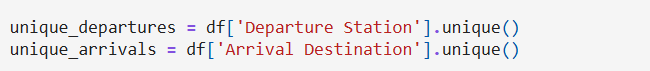 unique_departures = df['Departure Station'].unique()
unique_arrivals = df['Arrival Destination'].unique()